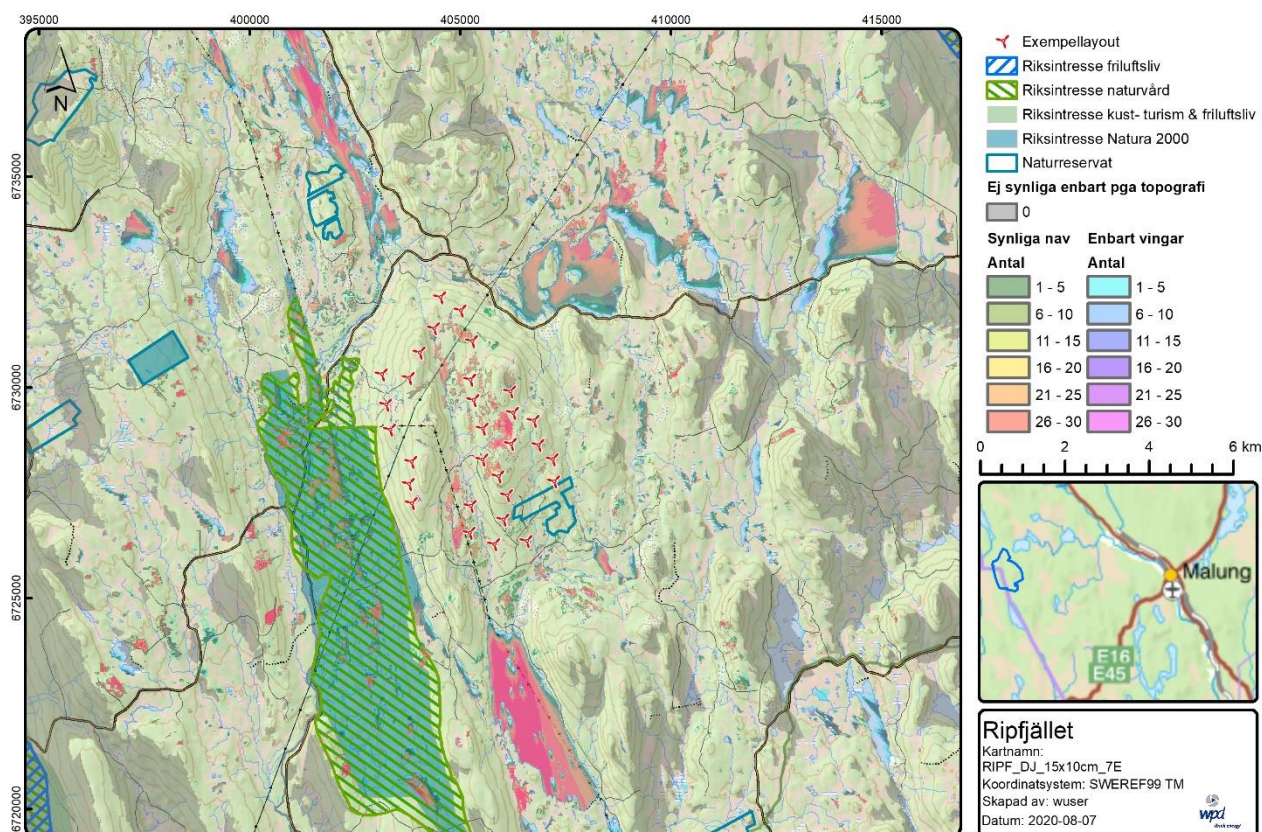 395000 400000 405000 410000 415000
6735000
6730000
6725000
6720000
N
Exempellayout
Riksintresse friluftsliv
Riksintresse naturvård
Riksintresse kust- turism & friluftsliv
Riksintresse Natura 2000
Naturreservat
Ej synliga enbart pga topografi
0
Synliga nav Enbart vingar
Antal Antal
1 - 5 1 - 5
6 - 10 6 - 10
11 - 15 11 - 15
16 - 20 16 - 20
21 - 25 21 - 25
26 - 30 26 - 30
0 2 4 6 km
Malung
E16
E45
Ripfjället
Kartnamn:
RIPF_DJ_15x10cm_7E
Koordinatsystem: SWEREF99 TM
Skapad av: wuser
Datum: 2020-08-07
wpd